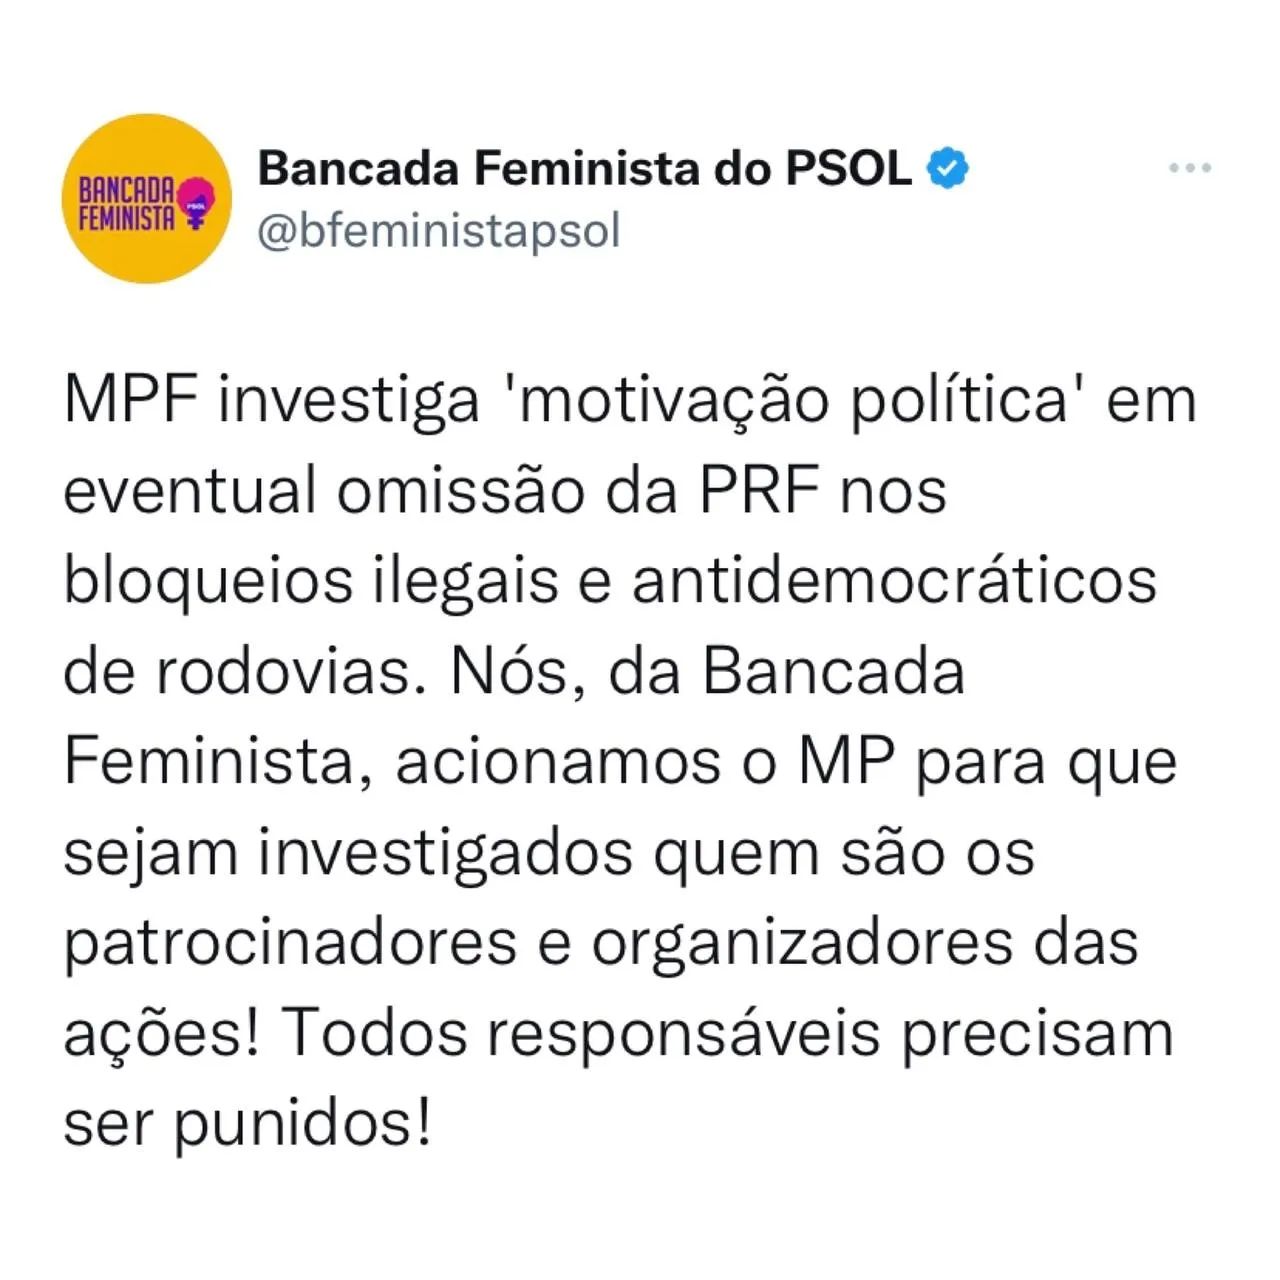 BANCADA
FEMINISTA
PSOL
Bancada Feminista do PSOL
@bfeministapsol
MPF investiga 'motivação política' em
eventual omissão da PRF nos
bloqueios ilegais e antidemocráticos
de rodovias. Nós, da Bancada
Feminista, acionamos o MP para que
sejam investigados quem são os
patrocinadores e organizadores das
ações! Todos responsáveis precisam
ser punidos!